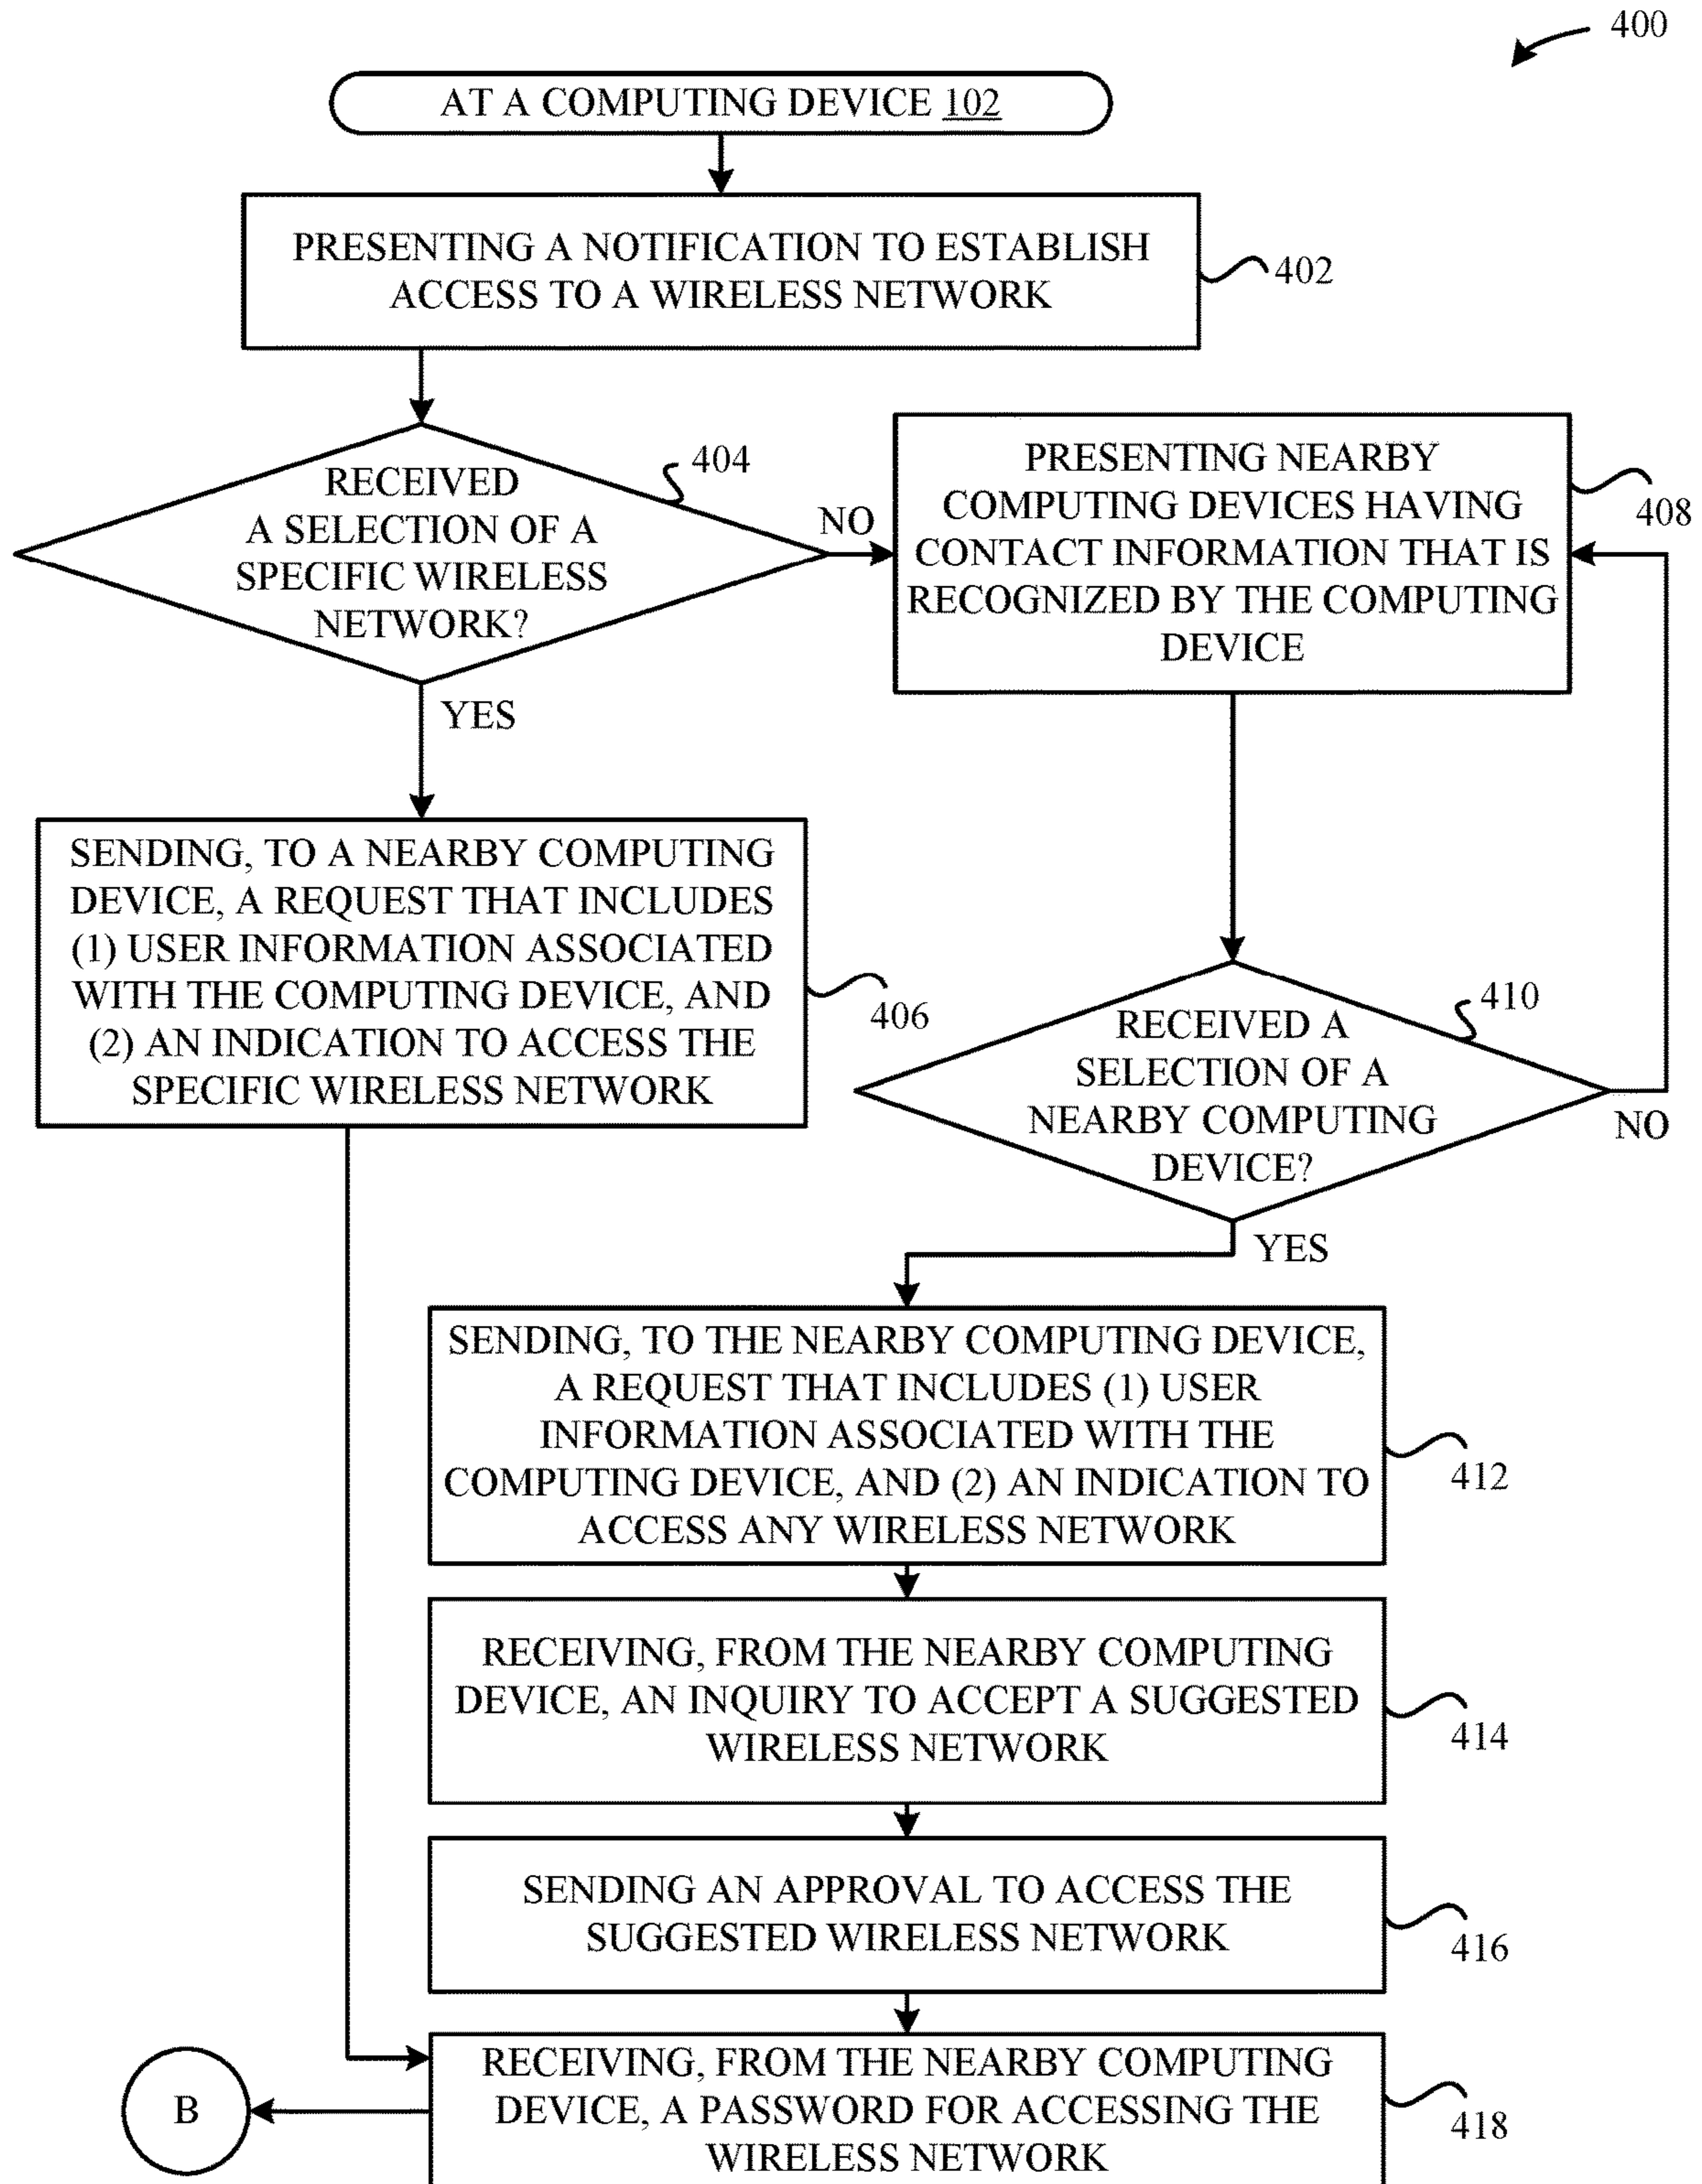 400
AT A COMPUTING DEVICE 102
PRESENTING A NOTIFICATION TO ESTABLISH
ACCESS TO A WIRELESS NETWORK
402
RECEIVED
A SELECTION OF A
SPECIFIC WIRELESS
NETWORK?
404
NO
YES
PRESENTING NEARBY
COMPUTING DEVICES HAVING
CONTACT INFORMATION THAT IS
RECOGNIZED BY THE COMPUTING
DEVICE
408
SENDING, TO A NEARBY COMPUTING
DEVICE, A REQUEST THAT INCLUDES
(1) USER INFORMATION ASSOCIATED
WITH THE COMPUTING DEVICE, AND
(2) AN INDICATION TO ACCESS THE
SPECIFIC WIRELESS NETWORK
406
RECEIVED A
SELECTION OF A
NEARBY COMPUTING
DEVICE?
410
NO
YES
SENDING, TO THE NEARBY COMPUTING DEVICE,
A REQUEST THAT INCLUDES (1) USER
INFORMATION ASSOCIATED WITH THE
COMPUTING DEVICE, AND (2) AN INDICATION TO
ACCESS ANY WIRELESS NETWORK
412
RECEIVING, FROM THE NEARBY COMPUTING
DEVICE, AN INQUIRY TO ACCEPT A SUGGESTED
WIRELESS NETWORK
414
SENDING AN APPROVAL TO ACCESS THE
SUGGESTED WIRELESS NETWORK
416
RECEIVING, FROM THE NEARBY COMPUTING
DEVICE, A PASSWORD FOR ACCESSING THE
WIRELESS NETWORK
418
B